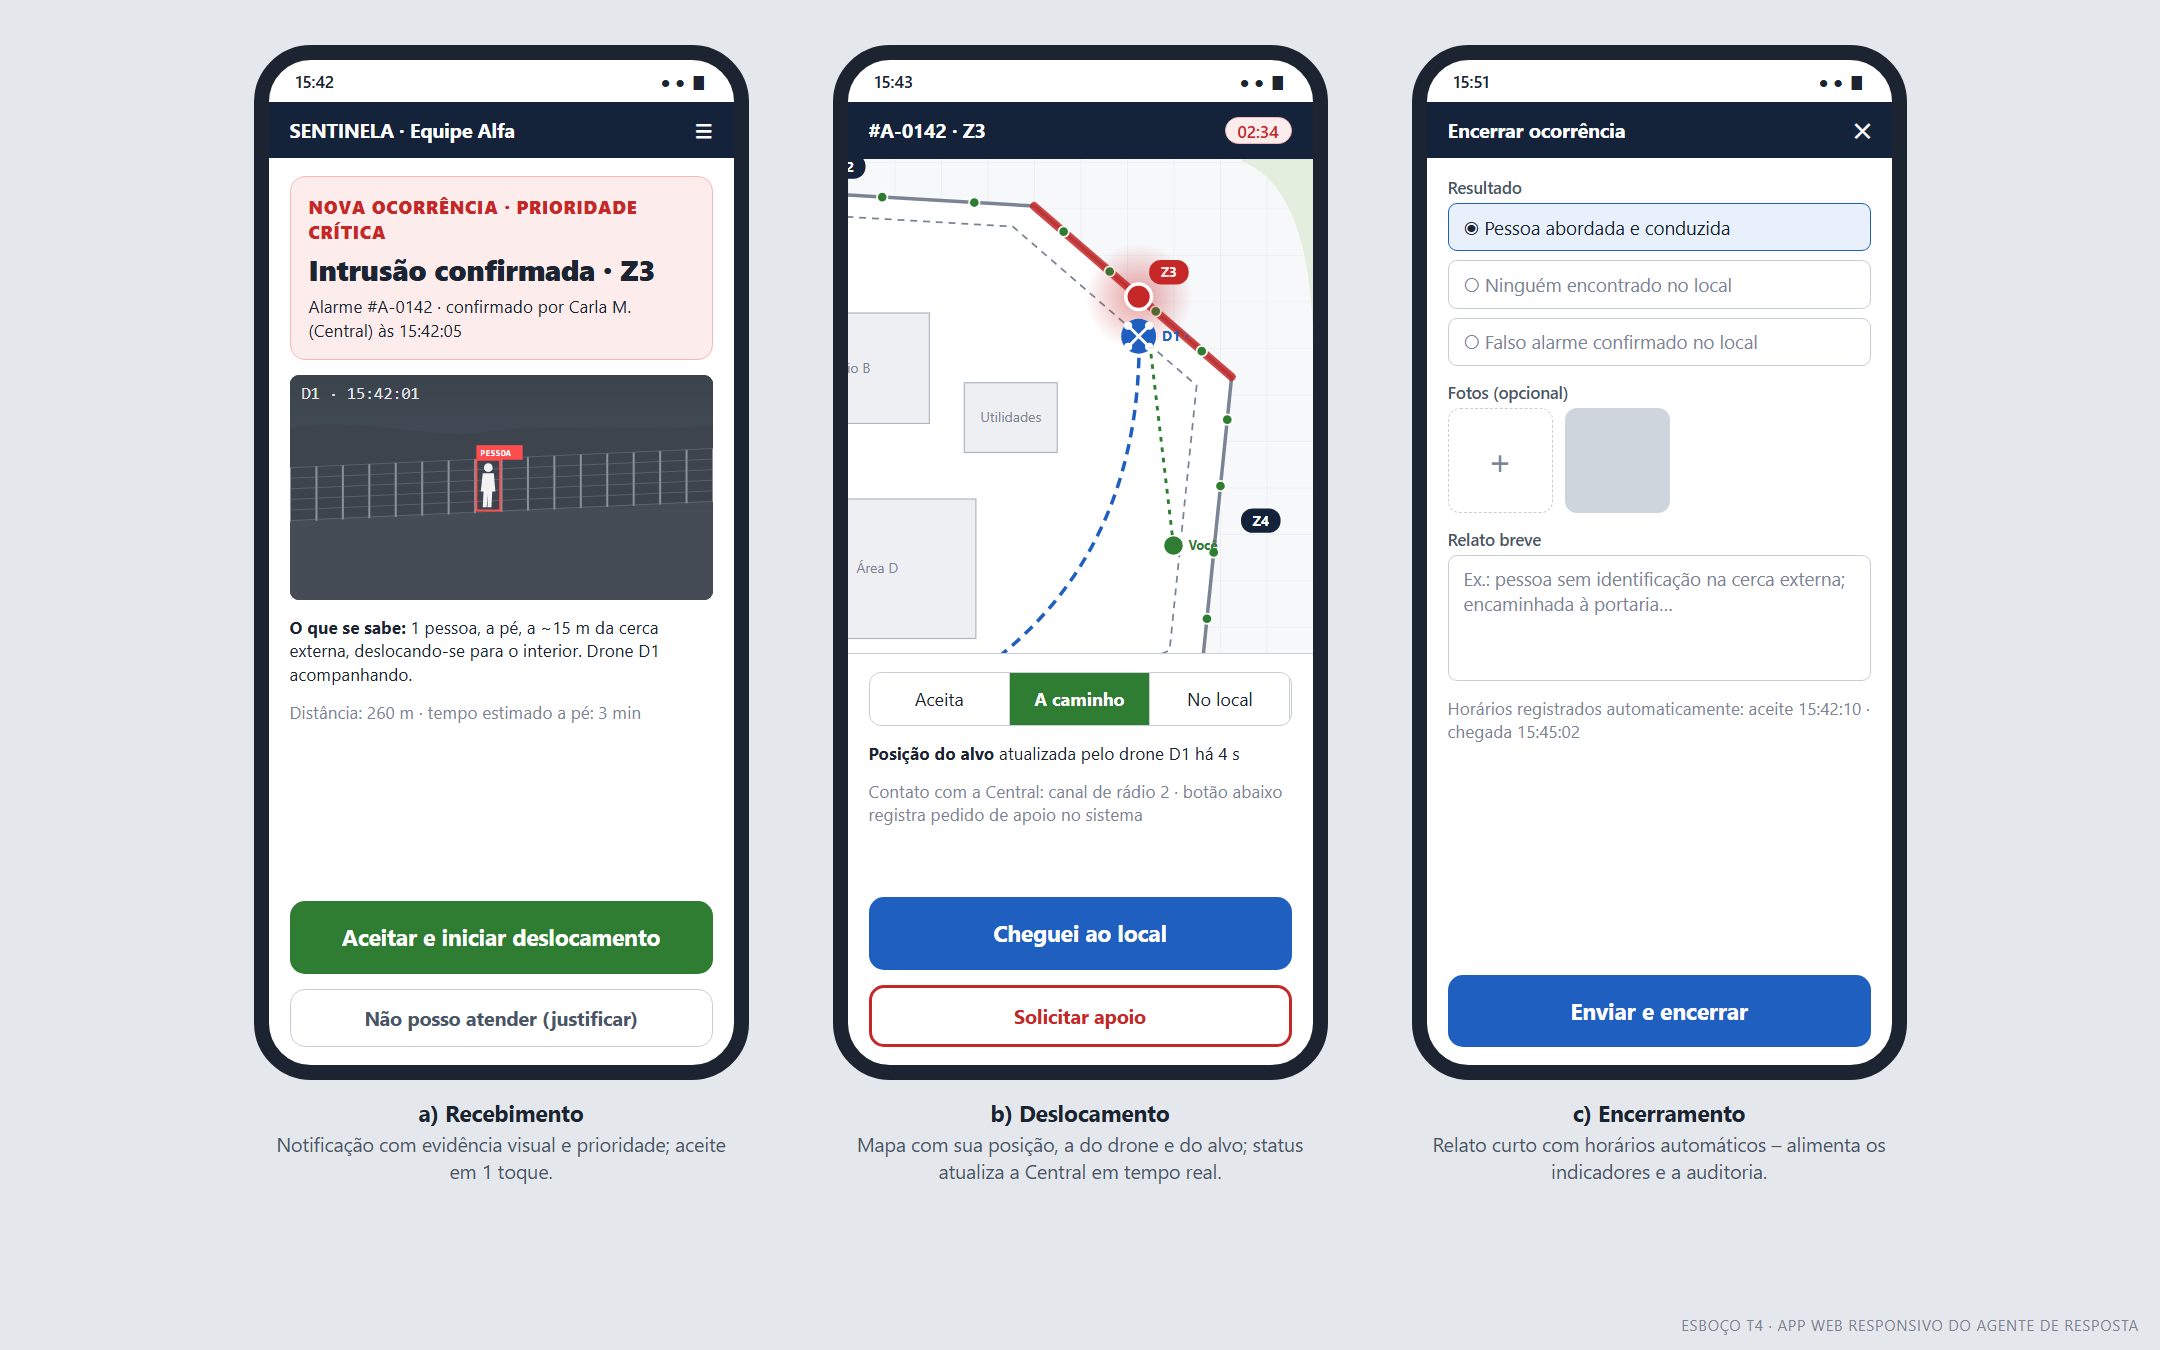 15:42
SENTINELA · Equipe Alfa
NOVA OCORRÊNCIA · PRIORIDADE
CRÍTICA
Intrusão confirmada · Z3
Alarme #A-0142 · confirmado por Carla M.
(Central) às 15:42:05
D1 · 15:42:01
PESSOA
O que se sabe: 1 pessoa, a pé, a ~15 m da cerca
externa, deslocando-se para o interior. Drone D1
acompanhando.
Distância: 260 m · tempo estimado a pé: 3 min
Aceitar e iniciar deslocamento
Não posso atender (justificar)
a) Recebimento
Notificação com evidência visual e prioridade; aceite
em 1 toque.
15:43
#A-0142 · Z3
02:34
2
Z3
D1
io B
Utilidades
Z4
Você
Área D
Aceita
A caminho
No local
Posição do alvo atualizada pelo drone D1 há 4 s
Contato com a Central: canal de rádio 2 · botão abaixo
registra pedido de apoio no sistema
Cheguei ao local
Solicitar apoio
b) Deslocamento
Mapa com sua posição, a do drone e do alvo; status
atualiza a Central em tempo real.
15:51
Encerrar ocorrência
Resultado
Pessoa abordada e conduzida
Ninguém encontrado no local
Falso alarme confirmado no local
Fotos (opcional)
+
Relato breve
Ex.: pessoa sem identificação na cerca externa;
encaminhada à portaria...
Horários registrados automaticamente: aceite 15:42:10 ·
chegada 15:45:02
Enviar e encerrar
c) Encerramento
Relato curto com horários automáticos – alimenta os
indicadores e a auditoria.
ESBOÇO T4 · APP WEB RESPONSIVO DO AGENTE DE RESPOSTA